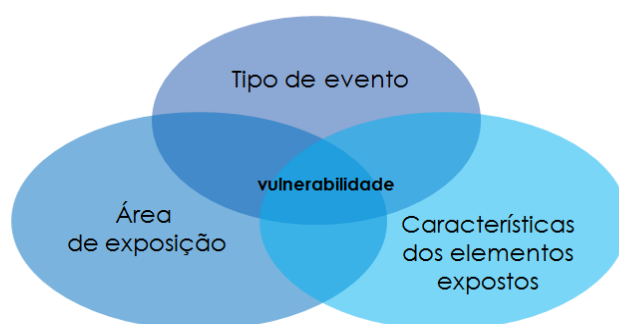 Tipo de evento
vulnerabilidade
Área
de exposição
Características
dos elementos
expostos